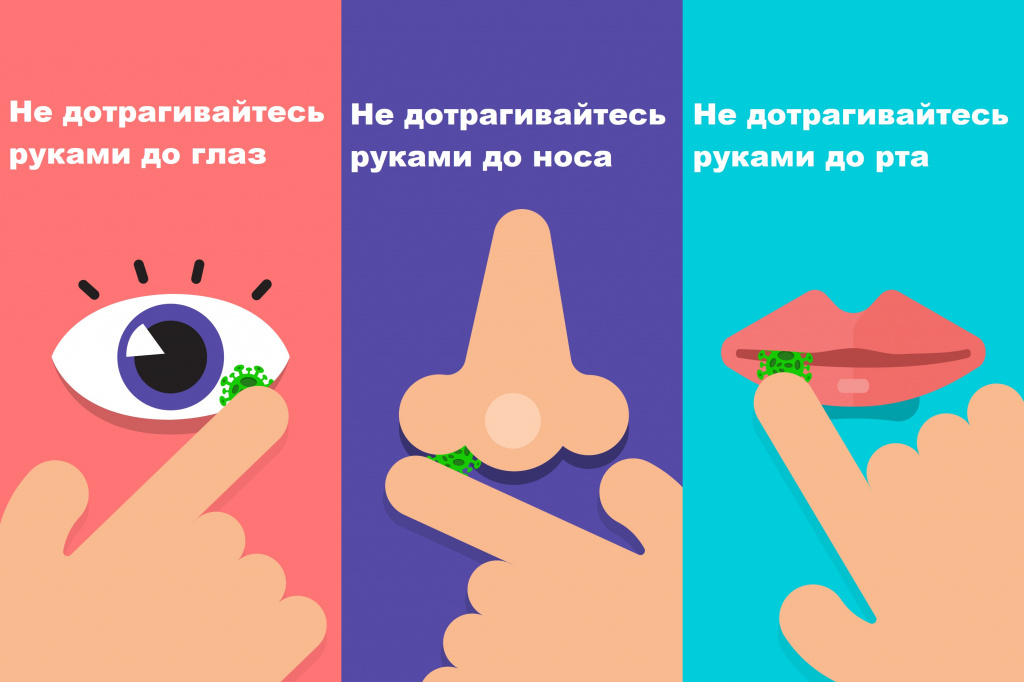 Не дотрагивайтесь
руками до глаз
Не дотрагивайтесь
руками до носа
Не дотрагивайтесь
руками до рта